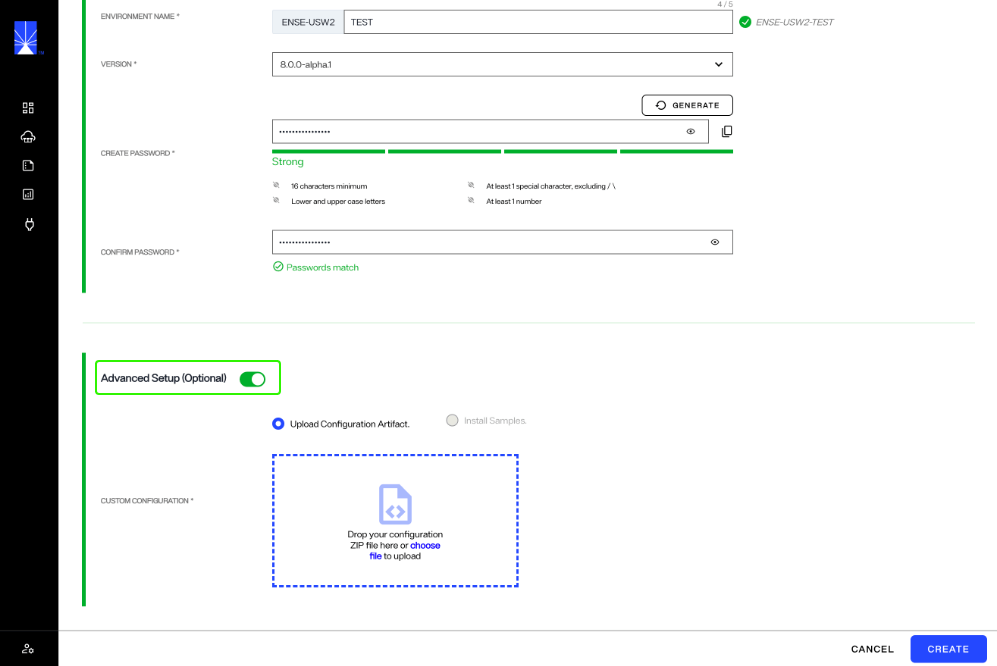 4 / 5
ENVIRONMENT NAME *
ENSE-USW2 TEST
ENSE-USW2-TEST
VERSION *
8.0.0-alpha.1
GENERATE
CREATE PASSWORD *
••••••••••••••••
Strong
16 characters minimum
At least 1 special character, excluding / \
Lower and upper case letters
At least 1 number
CONFIRM PASSWORD *
••••••••••••••••
Passwords match
Advanced Setup (Optional)
Upload Configuration Artifact.
Install Samples.
CUSTOM CONFIGURATION *
Drop your configuration
ZIP file here or choose
file to upload
CANCEL
CREATE